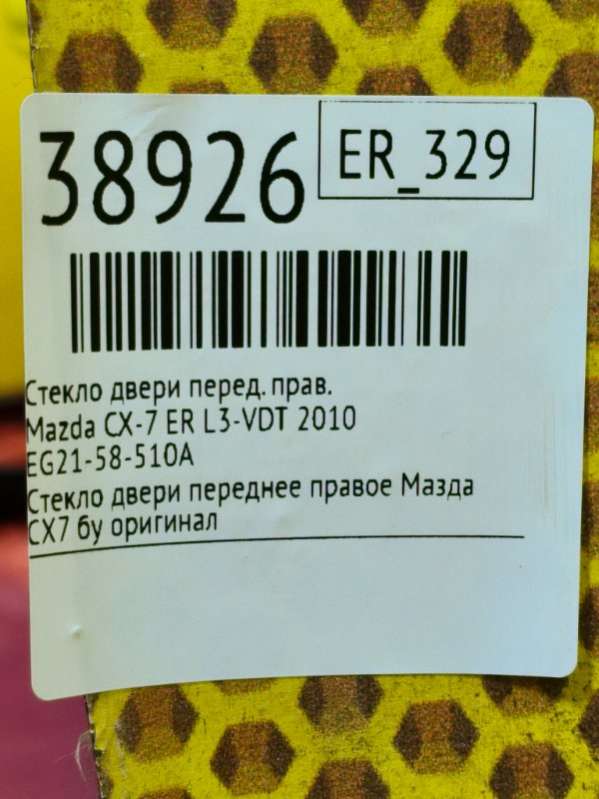 38926
ER_329
Стекло двери перед. прав.
Mazda CX-7 ER L3-VDT 2010
EG21-58-510A
Стекло двери переднее правое Мазда
СХ7 бу оригинал